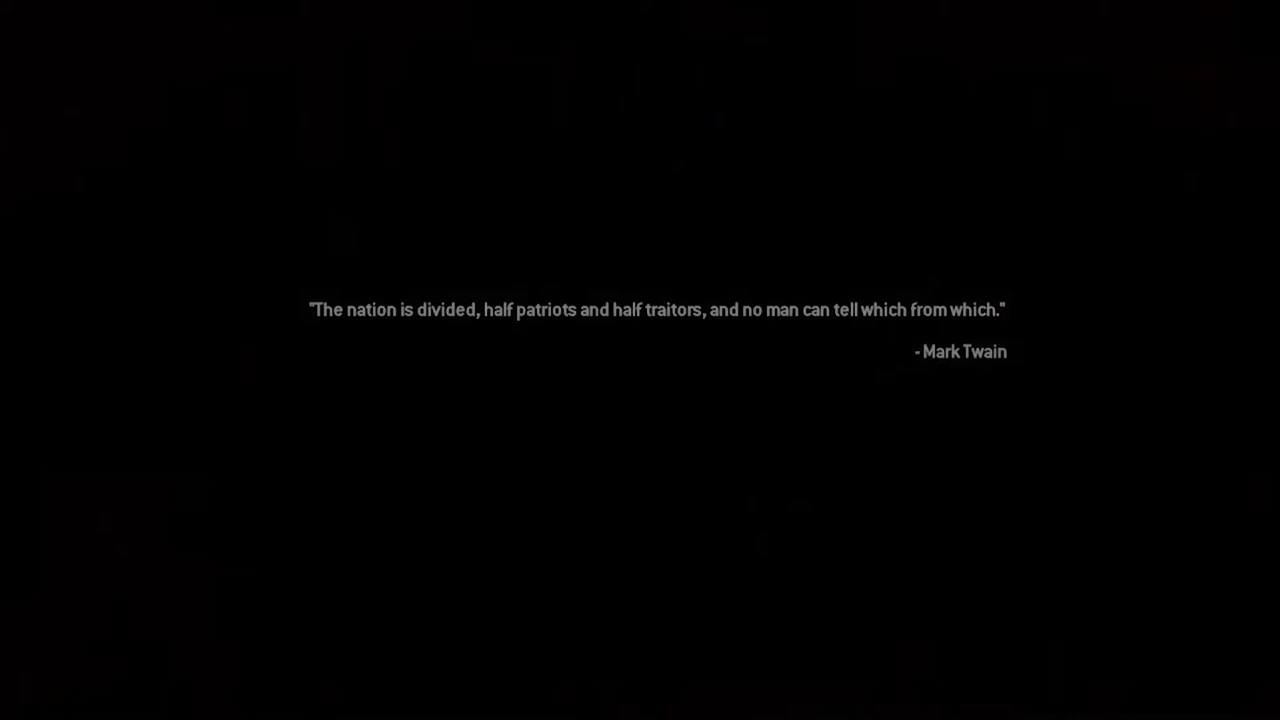 "The nation is divided, half patriots and half traitors, and no man can tell which from which."
- Mark Twain